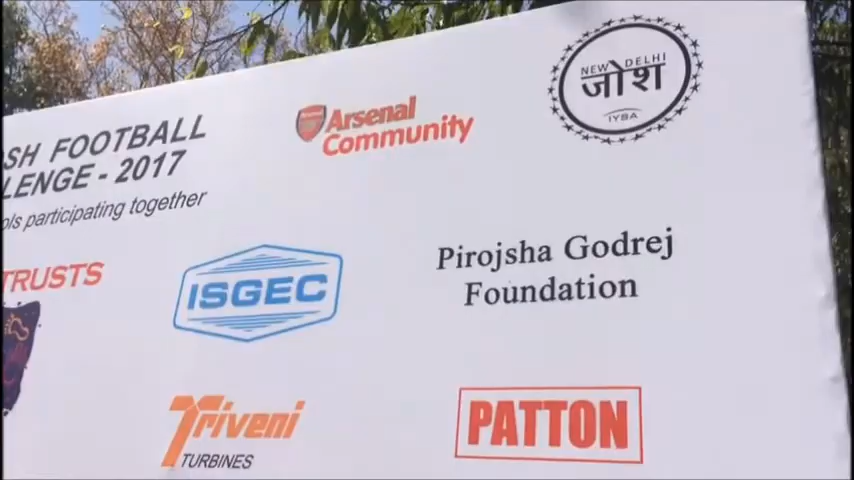 SH FOOTBALL
LENGE - 2017
ols participating together
Arsenal
Community
NEW DELHI
जोश
IYSA
TRUSTS
ISGEC
Pirojsha Godrej
Foundation
Triveni
TURBINES
PATTON